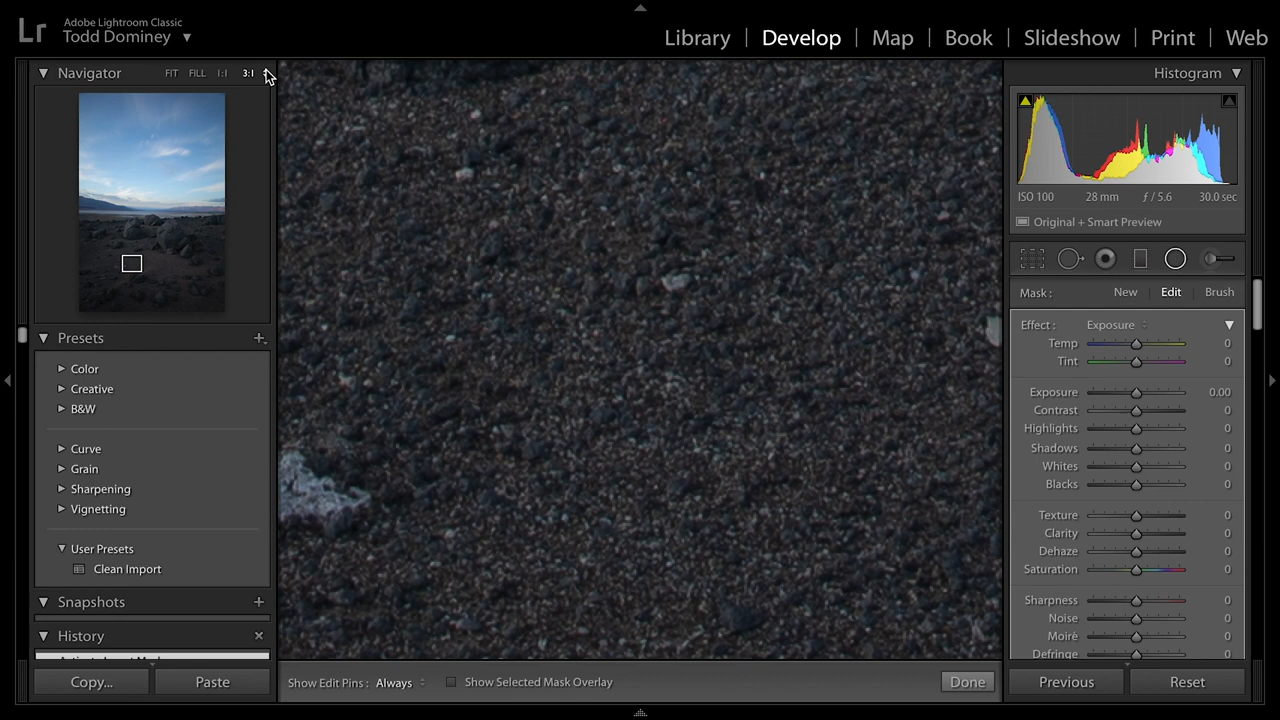 Lr
Adobe Lightroom Classic
Todd Dominey
Library | Develop | Map | Book | Slideshow | Print | Web
Navigator FIT FILL 1:1 3:1
Histogram
ISO 100 28 mm ƒ / 5.6 30.0 sec
Original + Smart Preview
Mask : New Edit Brush
Effect : Exposure
Temp 0
Tint 0
Exposure 0.00
Contrast 0
Highlights 0
Shadows 0
Whites 0
Blacks 0
Texture 0
Clarity 0
Dehaze 0
Saturation 0
Sharpness 0
Noise 0
Moiré 0
Defringe 0
Presets
Color
Creative
B&W
Curve
Grain
Sharpening
Vignetting
User Presets
Clean Import
Snapshots
History
Copy... Paste
Show Edit Pins : Always Show Selected Mask Overlay Done
Previous Reset